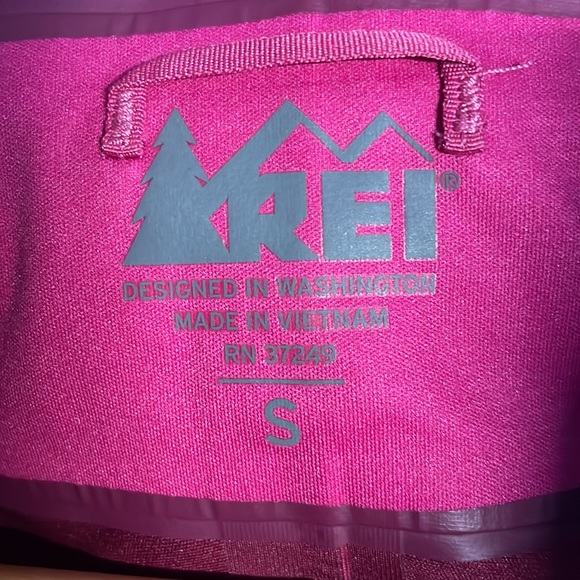 REI®
DESIGNED IN WASHINGTON
MADE IN VIETNAM
RN 37249
S